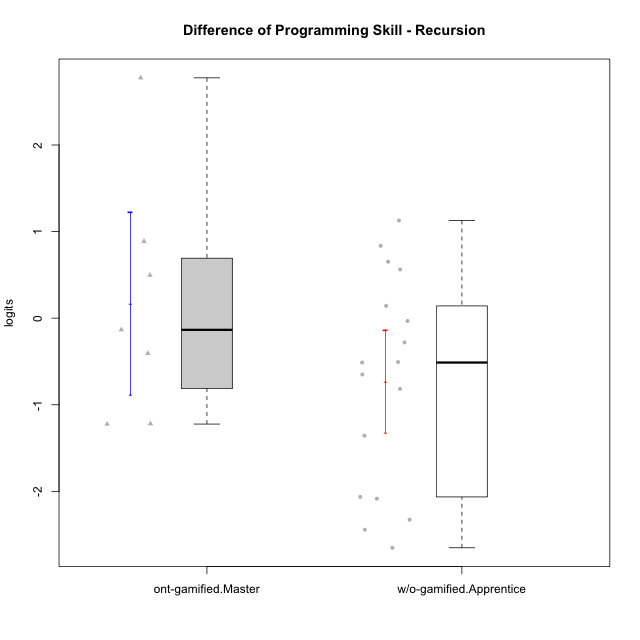 Difference of Programming Skill - Recursion
logits
2
1
0
-1
-2
ont-gamified.Master
w/o-gamified.Apprentice